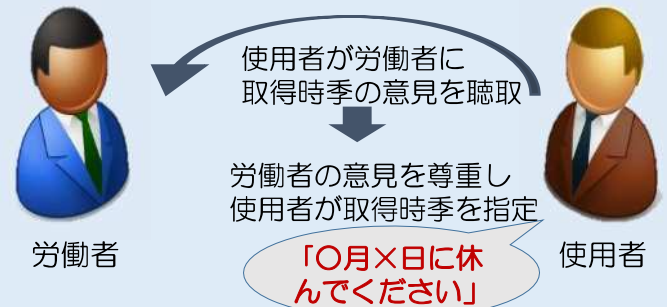 使用者が労働者に
取得時季の意見を聴取
労働者の意見を尊重し
使用者が取得時季を指定
労働者
使用者
「○月×日に休
んでください」